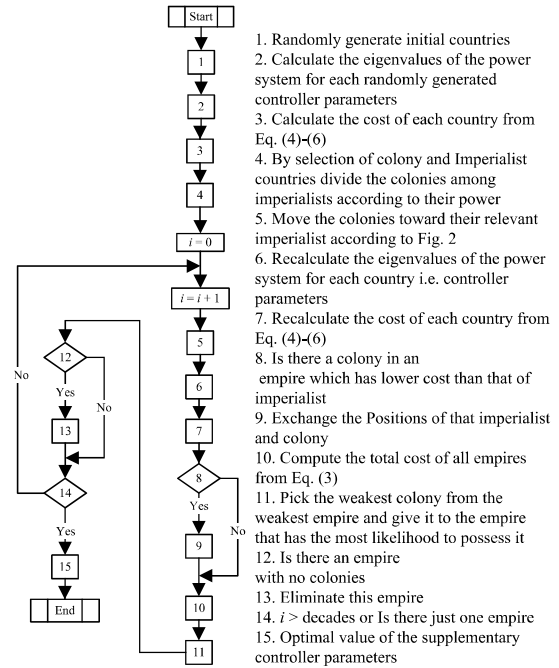 Start
1
2
3
4
i = 0
i = i + 1
5
6
7
8
Yes
No
9
10
11
12
Yes
No
13
14
No
Yes
15
End
1. Randomly generate initial countries
2. Calculate the eigenvalues of the power
system for each randomly generated
controller parameters
3. Calculate the cost of each country from
Eq. (4)-(6)
4. By selection of colony and Imperialist
countries divide the colonies among
imperialists according to their power
5. Move the colonies toward their relevant
imperialist according to Fig. 2
6. Recalculate the eigenvalues of the power
system for each country i.e. controller
parameters
7. Recalculate the cost of each country from
Eq. (4)-(6)
8. Is there a colony in an
empire which has lower cost than that of
imperialist
9. Exchange the Positions of that imperialist
and colony
10. Compute the total cost of all empires
from Eq. (3)
11. Pick the weakest colony from the
weakest empire and give it to the empire
that has the most likelihood to possess it
12. Is there an empire
with no colonies
13. Eliminate this empire
14. i > decades or Is there just one empire
15. Optimal value of the supplementary
controller parameters